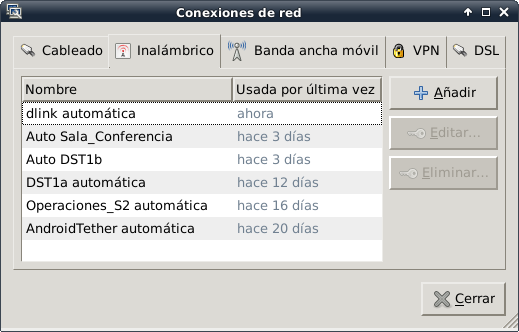 Conexiones de red
Cableado Inalámbrico Banda ancha móvil VPN DSL
Nombre Usada por última vez
dlink automática ahora
Auto Sala_Conferencia hace 3 días
Auto DST1b hace 3 días
DST1a automática hace 12 días
Operaciones_S2 automática hace 16 días
AndroidTether automática hace 20 días
Añadir
Editar...
Eliminar...
Cerrar